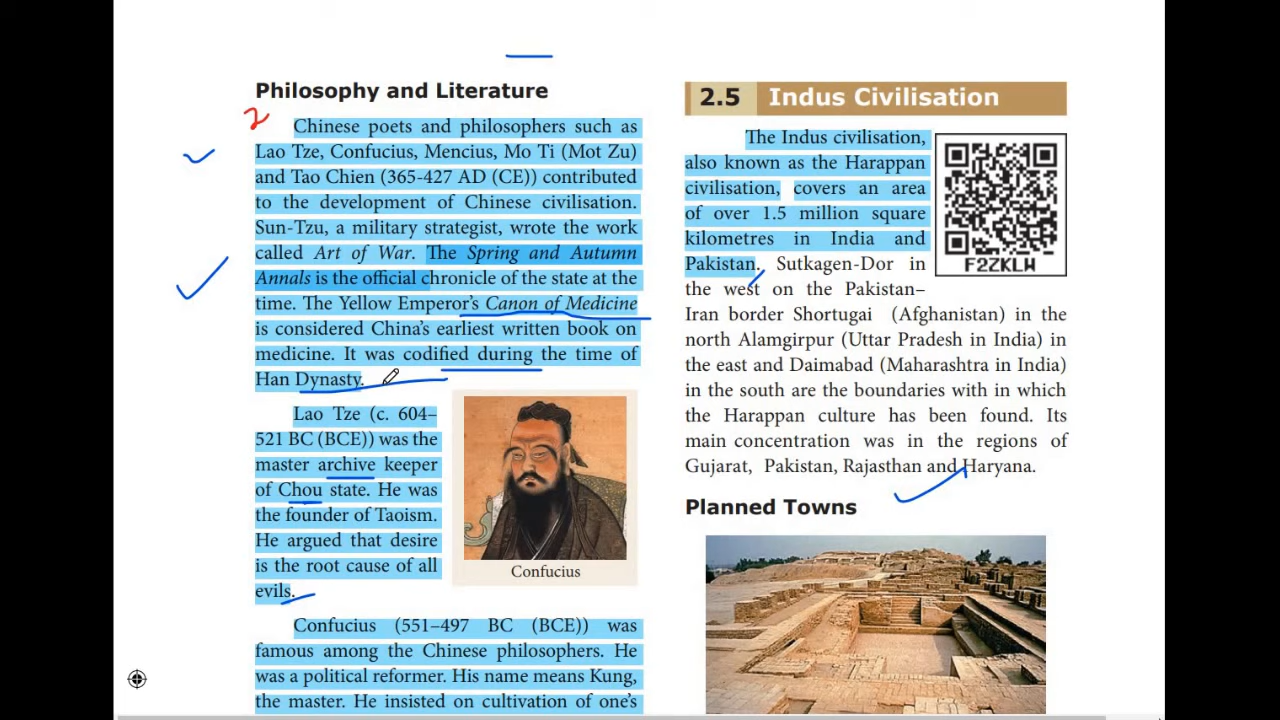 Philosophy and Literature
2
Chinese poets and philosophers such as
Lao Tze, Confucius, Mencius, Mo Ti (Mot Zu)
and Tao Chien (365-427 AD (CE)) contributed
to the development of Chinese civilisation.
Sun-Tzu, a military strategist, wrote the work
called Art of War. The Spring and Autumn
Annals is the official chronicle of the state at the
time. The Yellow Emperor's Canon of Medicine
is considered China's earliest written book on
medicine. It was codified during the time of
Han Dynasty.
Lao Tze (c. 604–
521 BC (BCE)) was the
master archive keeper
of Chou state. He was
the founder of Taoism.
He argued that desire
is the root cause of all
evils.
Confucius
Confucius (551–497 BC (BCE)) was
famous among the Chinese philosophers. He
was a political reformer. His name means Kung,
the master. He insisted on cultivation of one's
2.5 Indus Civilisation
The Indus civilisation,
also known as the Harappan
civilisation, covers an area
of over 1.5 million square
kilometres in India and
Pakistan. Sutkagen-Dor in
the west on the Pakistan–
Iran border Shortugai (Afghanistan) in the
north Alamgirpur (Uttar Pradesh in India) in
the east and Daimabad (Maharashtra in India)
in the south are the boundaries with in which
the Harappan culture has been found. Its
main concentration was in the regions of
Gujarat, Pakistan, Rajasthan and Haryana.
F2ZKLW
Planned Towns